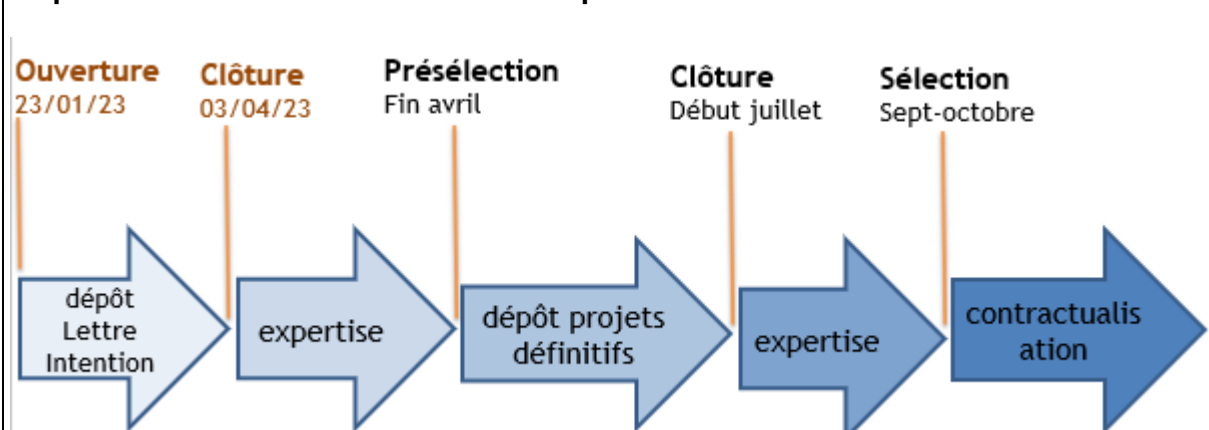 Ouverture
23/01/23
Clôture
03/04/23
Présélection
Fin avril
Clôture
Début juillet
Sélection
Sept-octobre
dépôt
Lettre
Intention
expertise
dépôt projets
définitifs
expertise
contractualis
ation